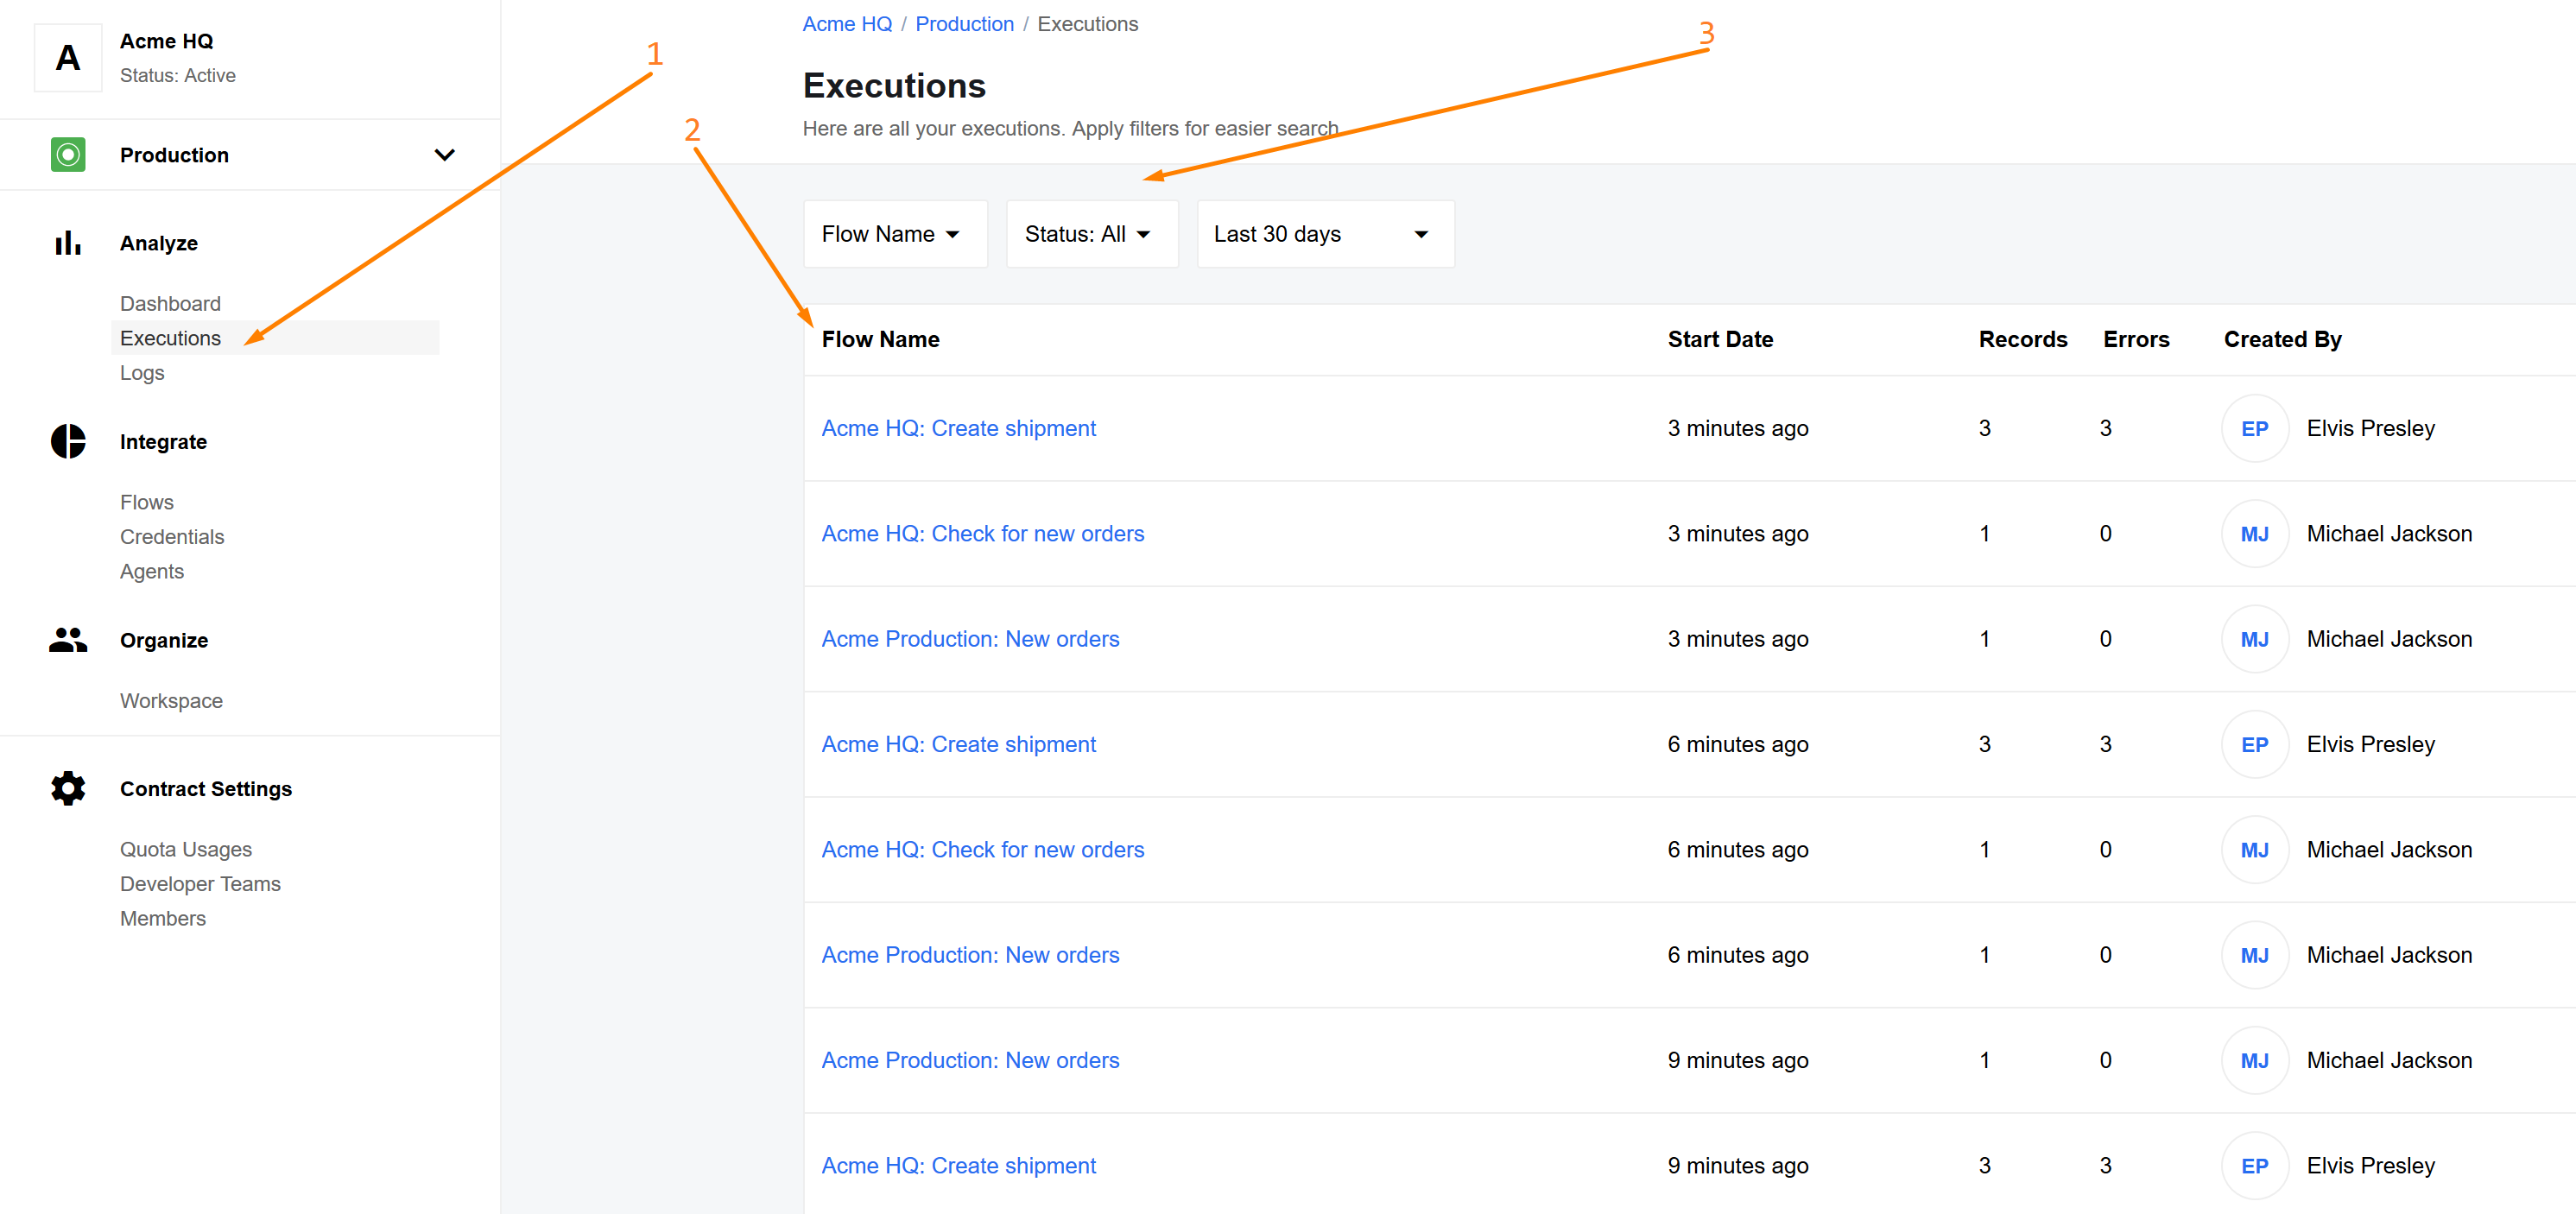 A
Acme HQ
Status: Active
Production
Analyze
Dashboard
Executions
Logs
Integrate
Flows
Credentials
Agents
Organize
Workspace
Contract Settings
Quota Usages
Developer Teams
Members
1
2
3
Acme HQ / Production / Executions
Executions
Here are all your executions. Apply filters for easier search.
Flow Name Status: All Last 30 days
Flow Name Start Date Records Errors Created By
Acme HQ: Create shipment 3 minutes ago 3 3 EP Elvis Presley
Acme HQ: Check for new orders 3 minutes ago 1 0 MJ Michael Jackson
Acme Production: New orders 3 minutes ago 1 0 MJ Michael Jackson
Acme HQ: Create shipment 6 minutes ago 3 3 EP Elvis Presley
Acme HQ: Check for new orders 6 minutes ago 1 0 MJ Michael Jackson
Acme Production: New orders 6 minutes ago 1 0 MJ Michael Jackson
Acme Production: New orders 9 minutes ago 1 0 MJ Michael Jackson
Acme HQ: Create shipment 9 minutes ago 3 3 EP Elvis Presley